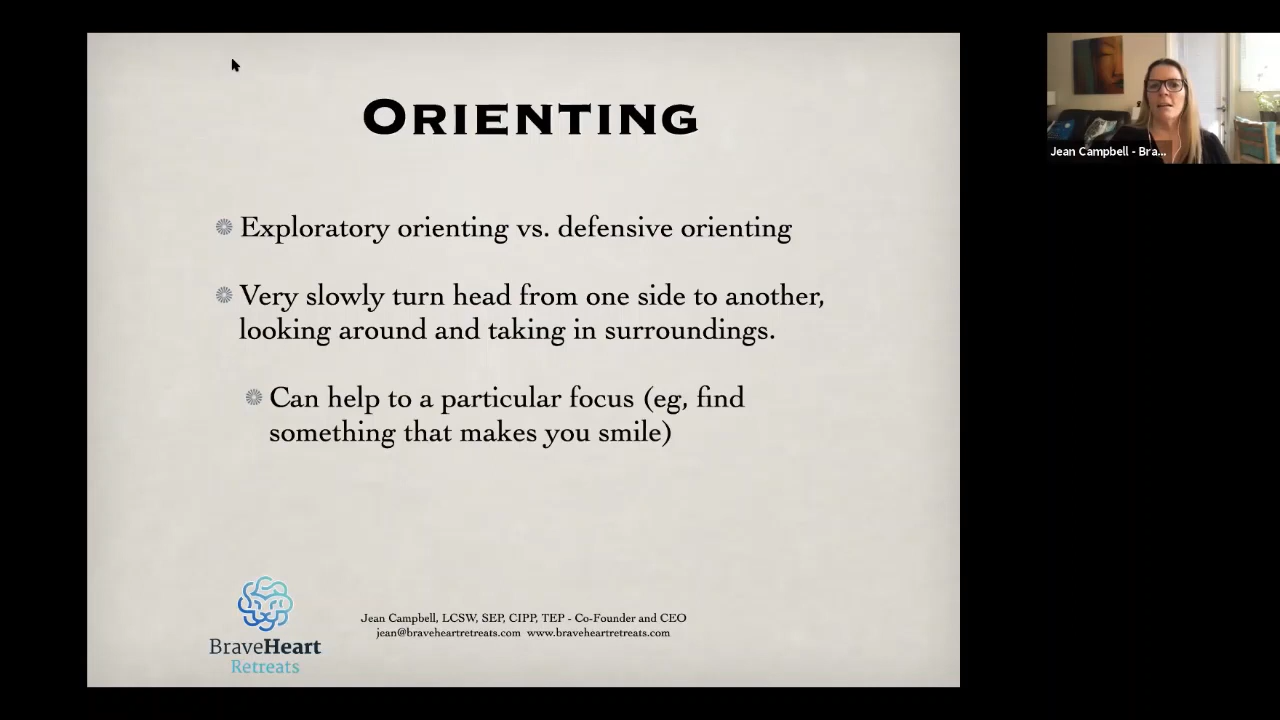 ORIENTING
Exploratory orienting vs. defensive orienting
Very slowly turn head from one side to another,
looking around and taking in surroundings.
Can help to a particular focus (eg, find
something that makes you smile)
BraveHeart
Retreats
Jean Campbell, LCSW, SEP, CIPP, TEP - Co-Founder and CEO
jean@braveheartretreats.com www.braveheartretreats.com
Jean Campbell - Bra...